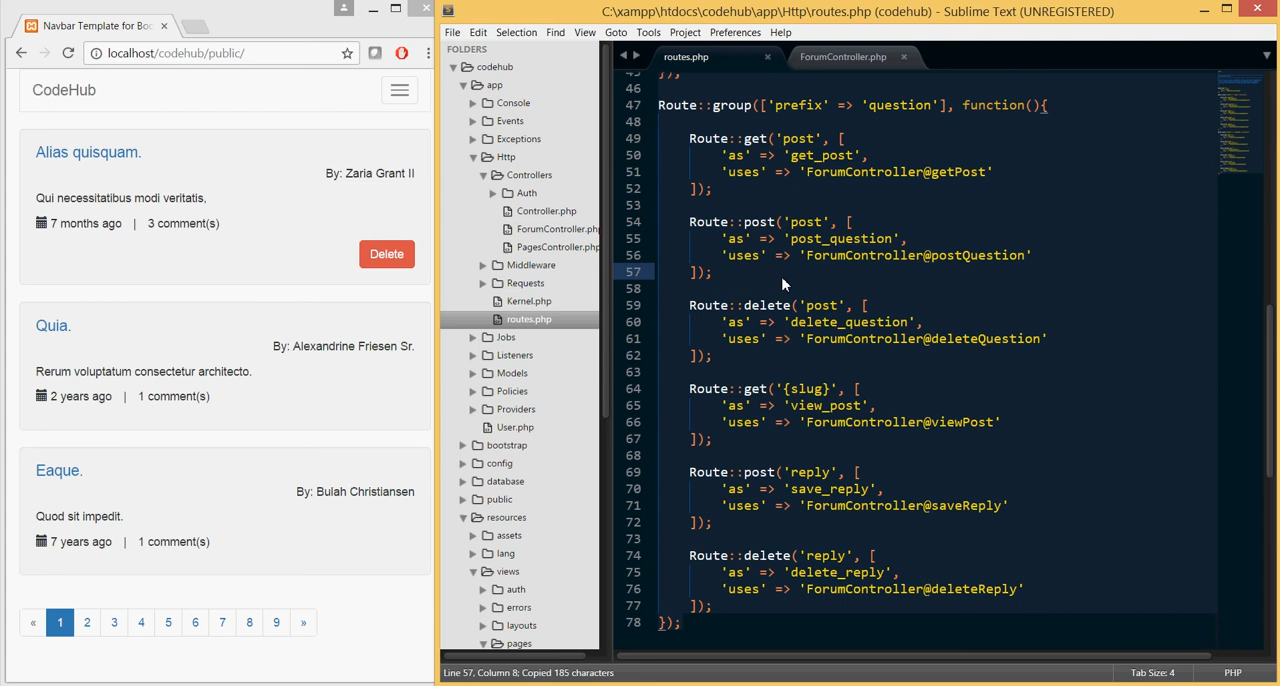 Navbar Template for Boo
localhost/codehub/public/
CodeHub
Alias quisquam.
By: Zaria Grant II
Qui necessitatibus modi veritatis,
7 months ago | 3 comment(s)
Delete
Quia.
By: Alexandrine Friesen Sr.
Rerum voluptatum consectetur architecto.
2 years ago | 1 comment(s)
Eaque.
By: Bulah Christiansen
Quod sit impedit.
7 years ago | 1 comment(s)
« 1 2 3 4 5 6 7 8 9 »
C:\xampp\htdocs\codehub\app\Http\routes.php (codehub) - Sublime Text (UNREGISTERED)
File Edit Selection Find View Goto Tools Project Preferences Help
FOLDERS
codehub
app
Console
Events
Exceptions
Http
Controllers
Auth
Controller.php
ForumController.php
PagesController.php
Middleware
Requests
Kernel.php
routes.php
Jobs
Listeners
Models
Policies
Providers
User.php
bootstrap
config
database
public
resources
assets
lang
views
auth
errors
layouts
pages
routes.php
ForumController.php
45 });
46
47 Route::group(['prefix' => 'question'], function(){
48
49 Route::get('post', [
50 'as' => 'get_post',
51 'uses' => 'ForumController@getPost'
52 ]);
53
54 Route::post('post', [
55 'as' => 'post_question',
56 'uses' => 'ForumController@postQuestion'
57 ]);
58
59 Route::delete('post', [
60 'as' => 'delete_question',
61 'uses' => 'ForumController@deleteQuestion'
62 ]);
63
64 Route::get('{slug}', [
65 'as' => 'view_post',
66 'uses' => 'ForumController@viewPost'
67 ]);
68
69 Route::post('reply', [
70 'as' => 'save_reply',
71 'uses' => 'ForumController@saveReply'
72 ]);
73
74 Route::delete('reply', [
75 'as' => 'delete_reply',
76 'uses' => 'ForumController@deleteReply'
77 ]);
78 });
Line 57, Column 8; Copied 185 characters
Tab Size: 4
PHP